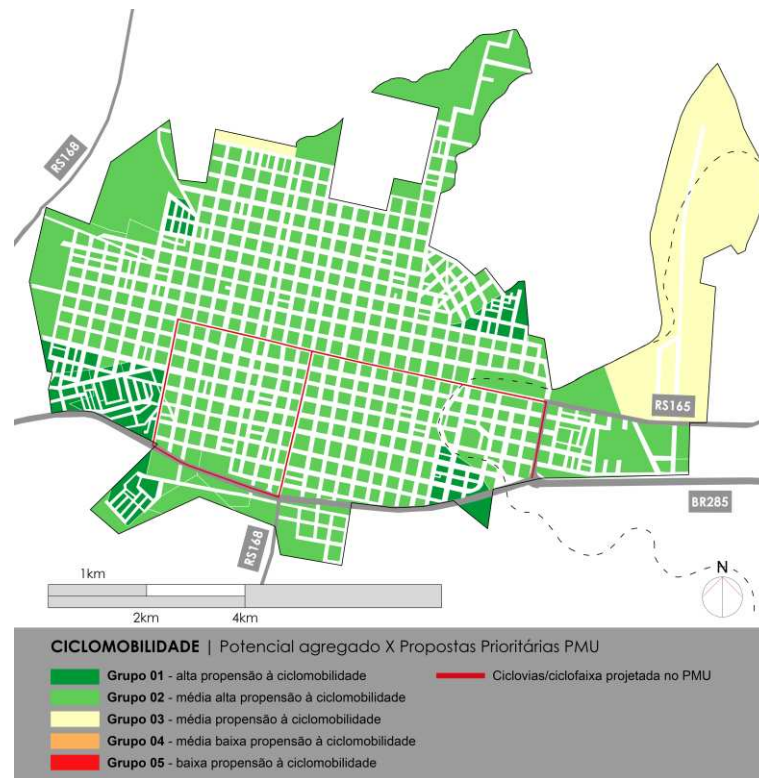 RS168
RS165
BR285
RS168
N
1km
2km 4km
CICLOMOBILIDADE | Potencial agregado X Propostas Prioritárias PMU
Grupo 01 - alta propensão à ciclomobilidade
Ciclovias/ciclofaixa projetada no PMU
Grupo 02 - média alta propensão à ciclomobilidade
Grupo 03 - média propensão à ciclomobilidade
Grupo 04 - média baixa propensão à ciclomobilidade
Grupo 05 - baixa propensão à ciclomobilidade